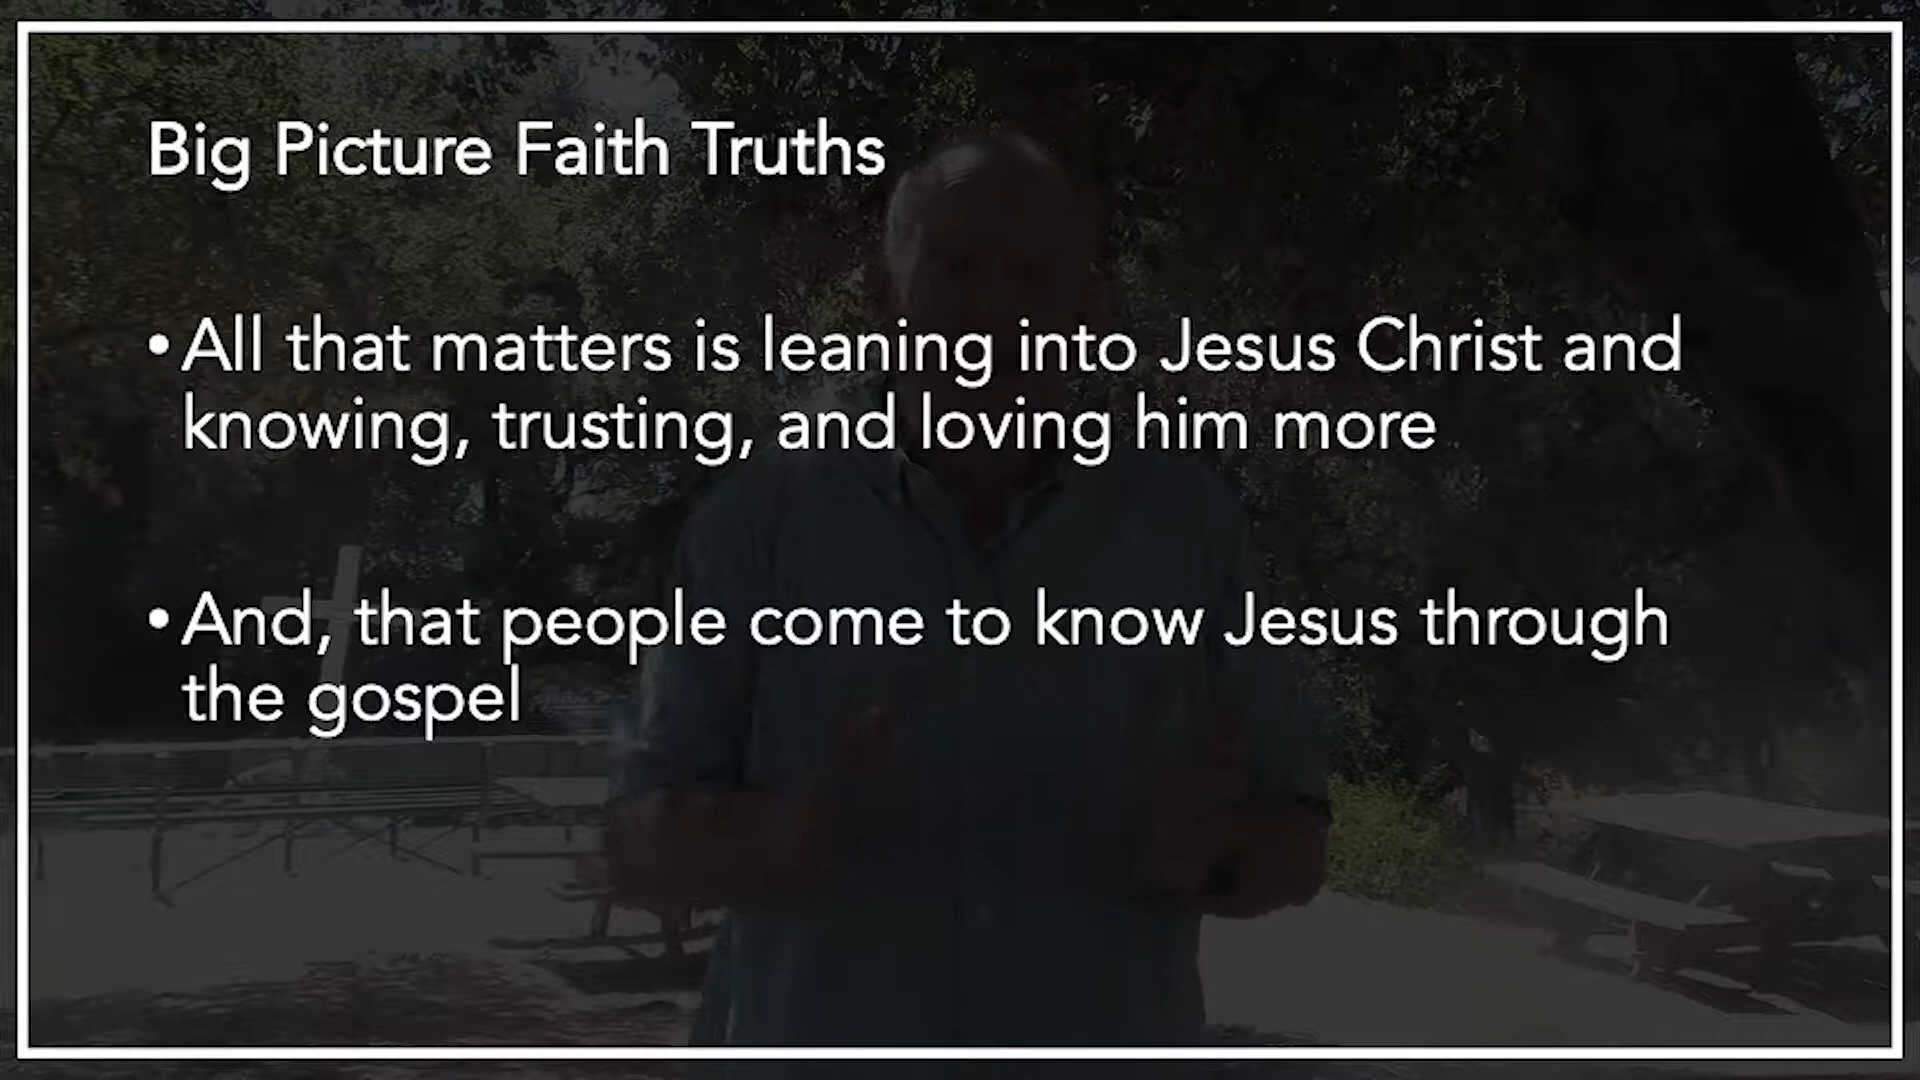 Big Picture Faith Truths
• All that matters is leaning into Jesus Christ and
knowing, trusting, and loving him more
• And, that people come to know Jesus through
the gospel